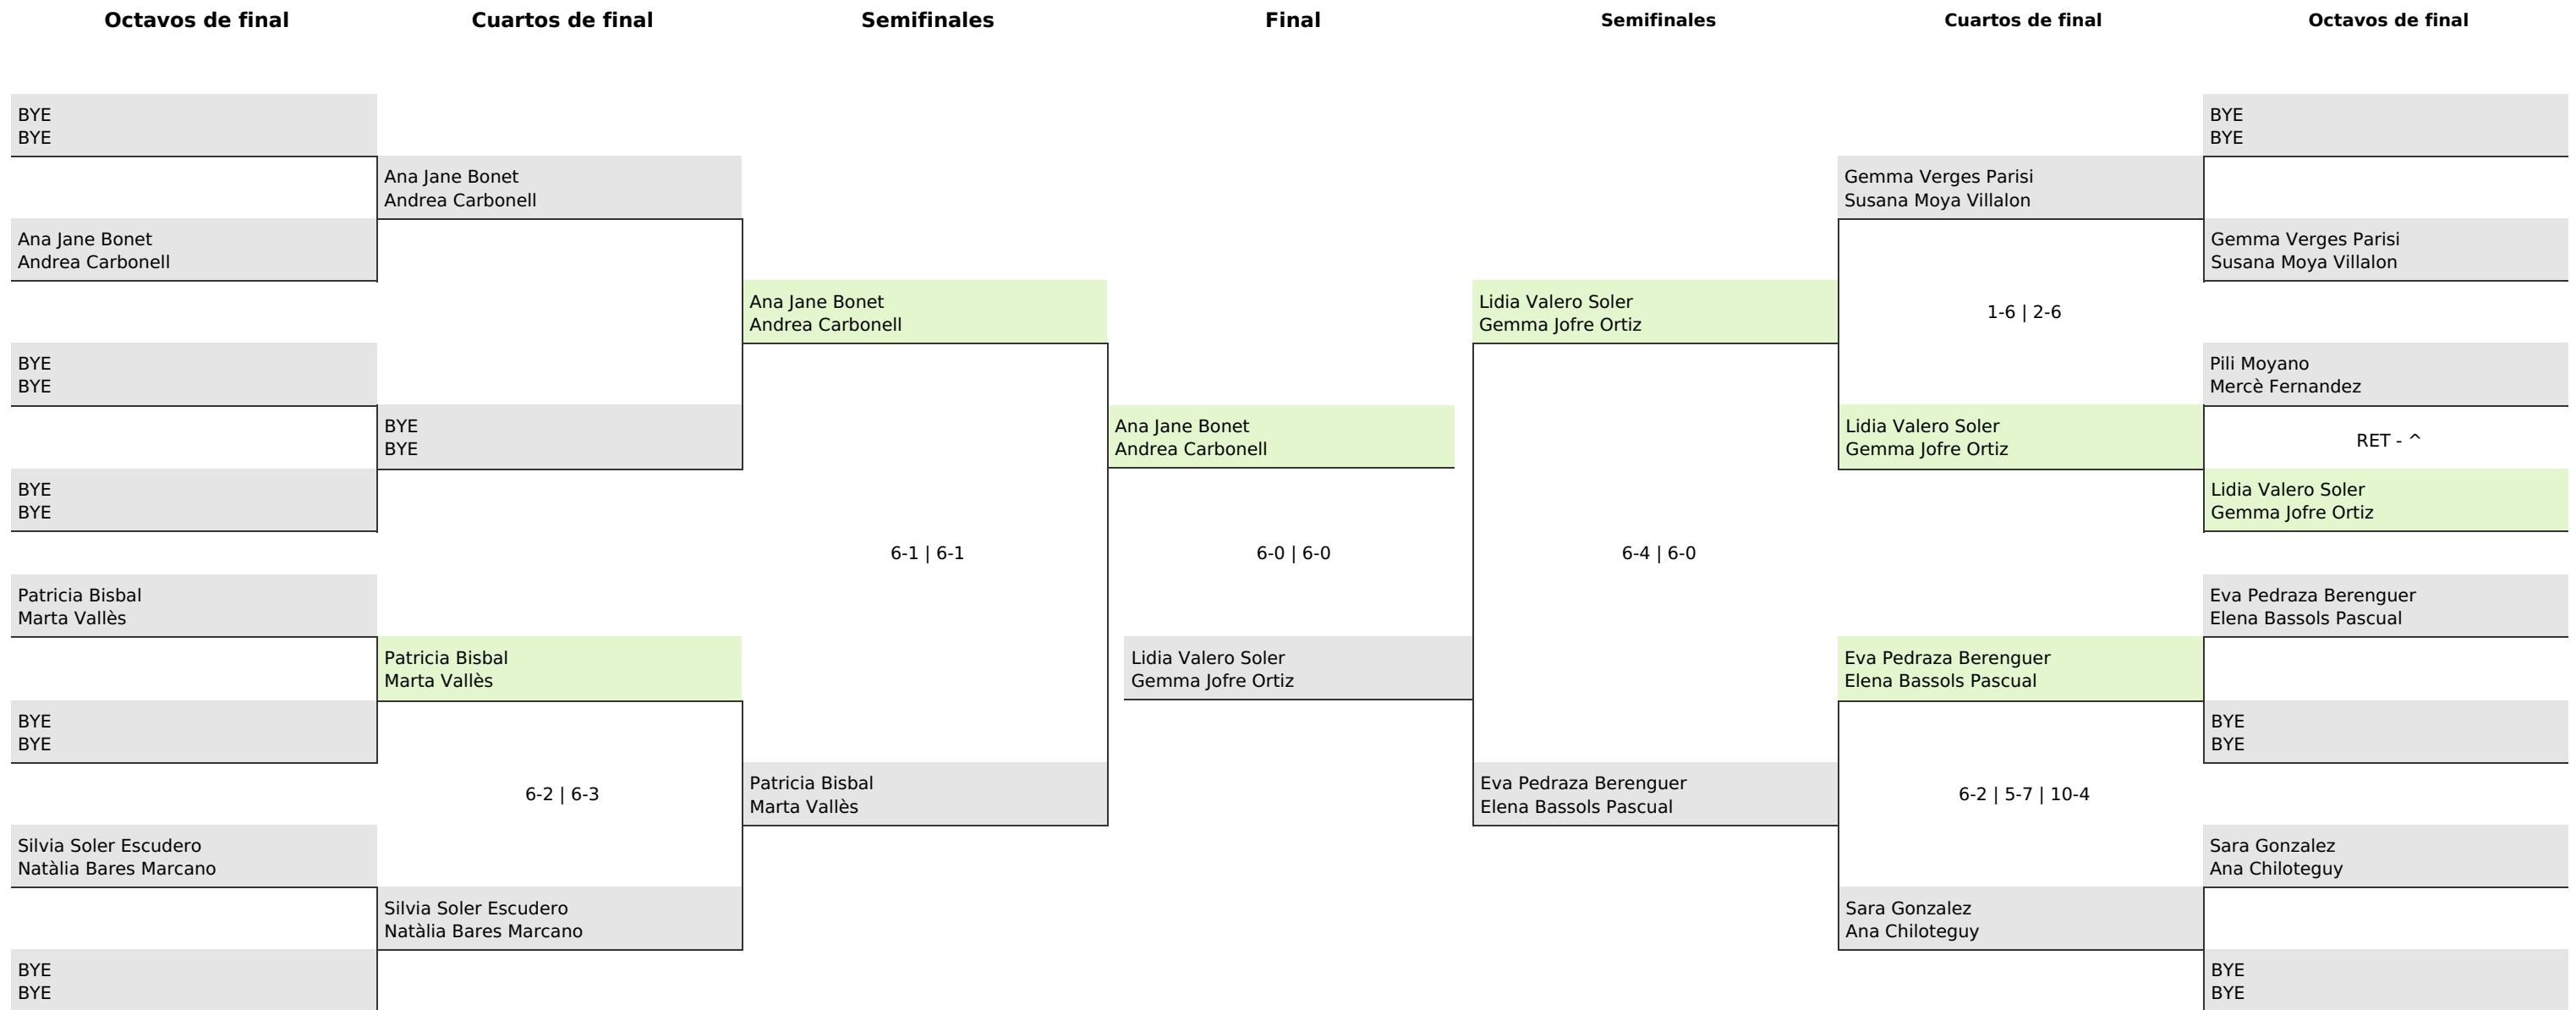 Octavos de final
Cuartos de final
Semifinales
Final
Semifinales
Cuartos de final
Octavos de final
BYE
BYE
Ana Jane Bonet
Andrea Carbonell
BYE
BYE
BYE
BYE
Patricia Bisbal
Marta Vallès
BYE
BYE
Silvia Soler Escudero
Natàlia Bares Marcano
BYE
BYE
Ana Jane Bonet
Andrea Carbonell
BYE
BYE
Patricia Bisbal
Marta Vallès
6-2 | 6-3
Silvia Soler Escudero
Natàlia Bares Marcano
Ana Jane Bonet
Andrea Carbonell
6-1 | 6-1
Patricia Bisbal
Marta Vallès
Ana Jane Bonet
Andrea Carbonell
6-0 | 6-0
Lidia Valero Soler
Gemma Jofre Ortiz
Lidia Valero Soler
Gemma Jofre Ortiz
6-4 | 6-0
Eva Pedraza Berenguer
Elena Bassols Pascual
Gemma Verges Parisi
Susana Moya Villalon
1-6 | 2-6
Lidia Valero Soler
Gemma Jofre Ortiz
Eva Pedraza Berenguer
Elena Bassols Pascual
6-2 | 5-7 | 10-4
Sara Gonzalez
Ana Chiloteguy
BYE
BYE
Gemma Verges Parisi
Susana Moya Villalon
Pili Moyano
Mercè Fernandez
RET - ^
Lidia Valero Soler
Gemma Jofre Ortiz
Eva Pedraza Berenguer
Elena Bassols Pascual
BYE
BYE
Sara Gonzalez
Ana Chiloteguy
BYE
BYE